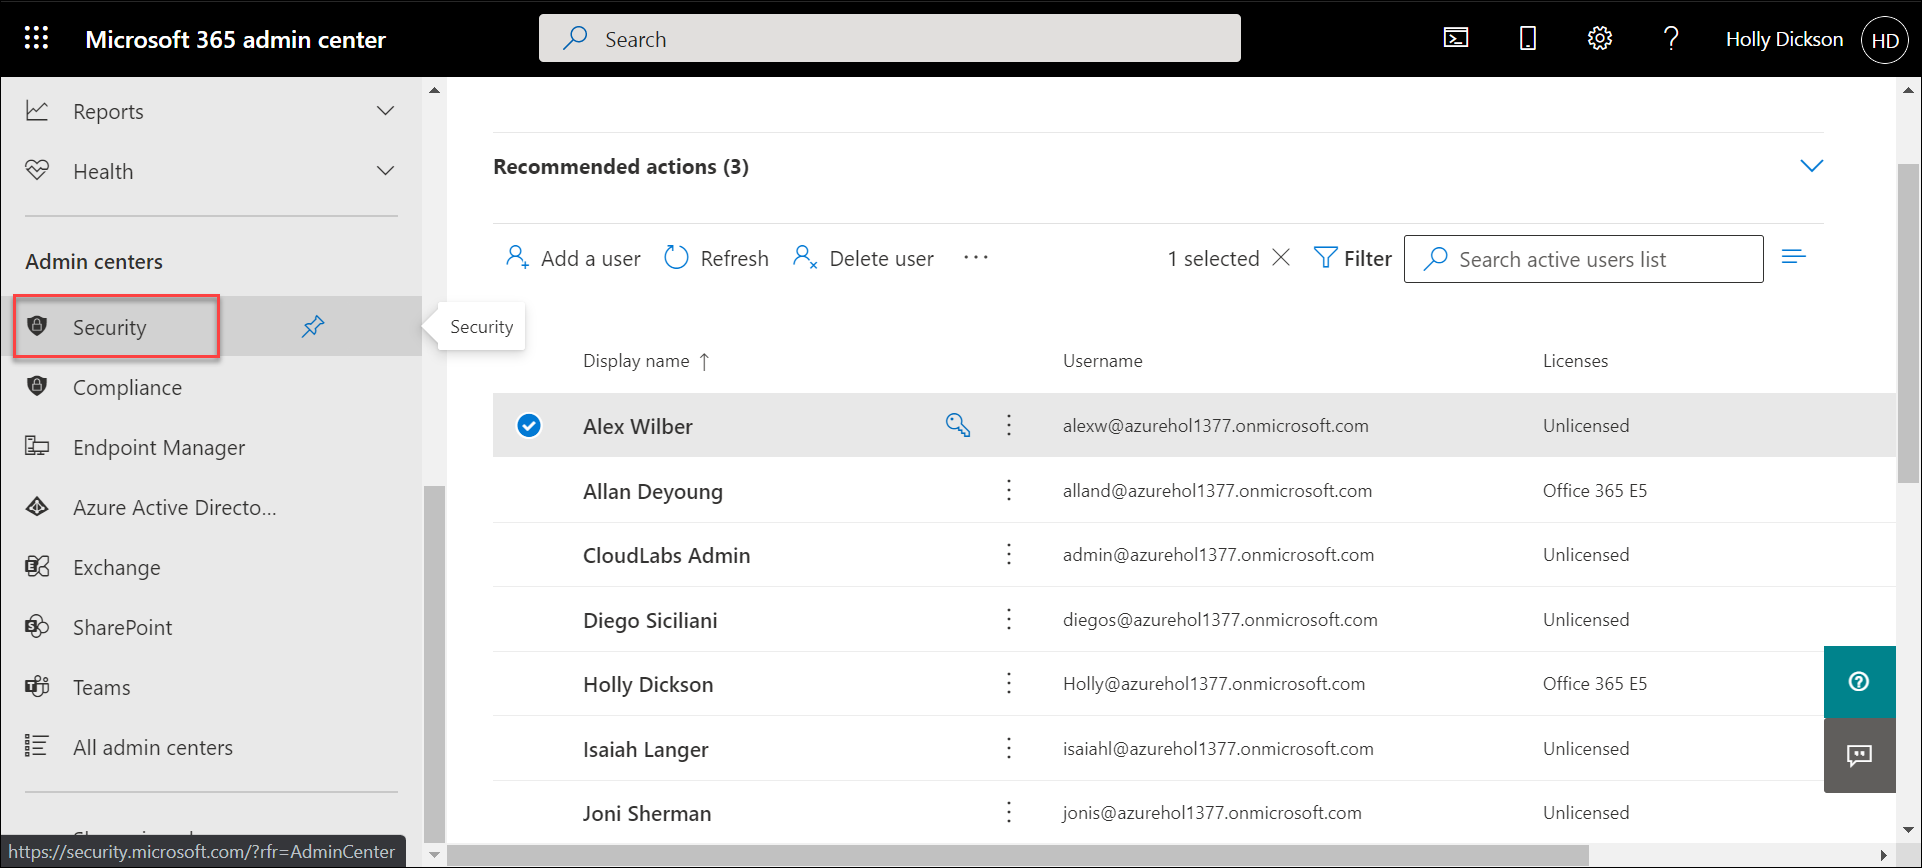 Microsoft 365 admin center
Search
Holly Dickson
HD
Reports
Health
Admin centers
Security
Compliance
Endpoint Manager
Azure Active Directo...
Exchange
SharePoint
Teams
All admin centers
https://security.microsoft.com/?rfr=AdminCenter
Security
Recommended actions (3)
Add a user
Refresh
Delete user
1 selected
Filter
Search active users list
Display name ↑ Username Licenses
Alex Wilber alexw@azurehol1377.onmicrosoft.com Unlicensed
Allan Deyoung alland@azurehol1377.onmicrosoft.com Office 365 E5
CloudLabs Admin admin@azurehol1377.onmicrosoft.com Unlicensed
Diego Siciliani diegos@azurehol1377.onmicrosoft.com Unlicensed
Holly Dickson Holly@azurehol1377.onmicrosoft.com Office 365 E5
Isaiah Langer isaiahl@azurehol1377.onmicrosoft.com Unlicensed
Joni Sherman jonis@azurehol1377.onmicrosoft.com Unlicensed